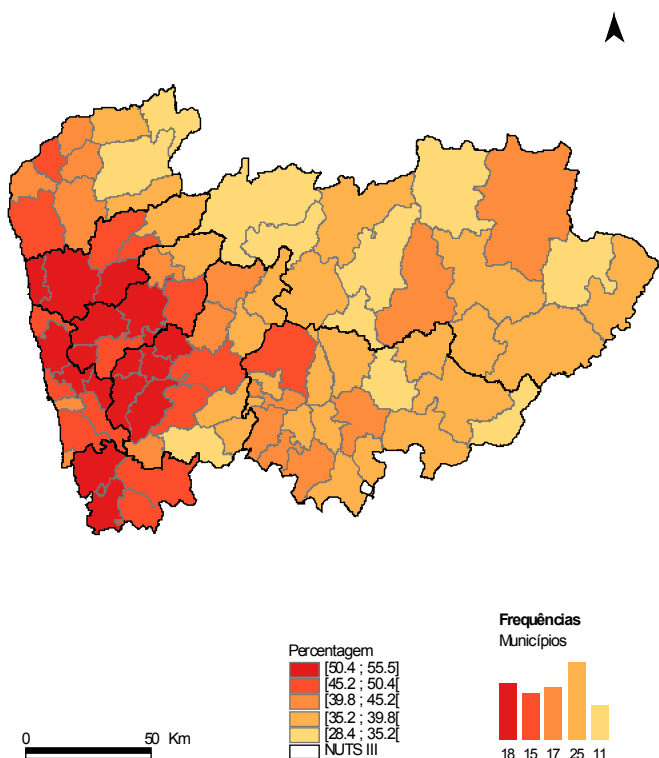 Frequências
Municípios
Percentagem
[50.4 ; 55.5]
[45.2 ; 50.4[
[39.8 ; 45.2[
[35.2 ; 39.8[
[28.4 ; 35.2[
NUTS III
0 50 Km
18 15 17 25 11